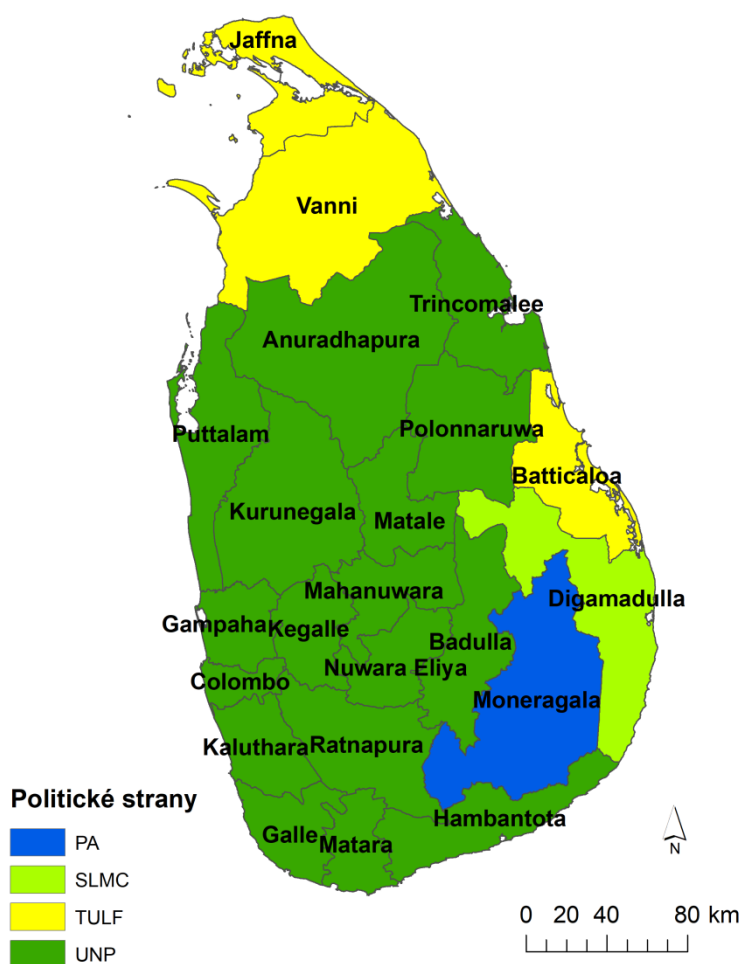 Jaffna
Vanni
Trincomalee
Anuradhapura
Puttalam
Polonnaruwa
Batticaloa
Kurunegala
Matale
Mahanuwara
Digamadulla
Gampaha
Kegalle
Badulla
Nuwara Eliya
Colombo
Moneragala
Kaluthara
Ratnapura
Galle
Matara
Hambantota
Politické strany
PA
SLMC
TULF
UNP
N
0 20 40 80 km